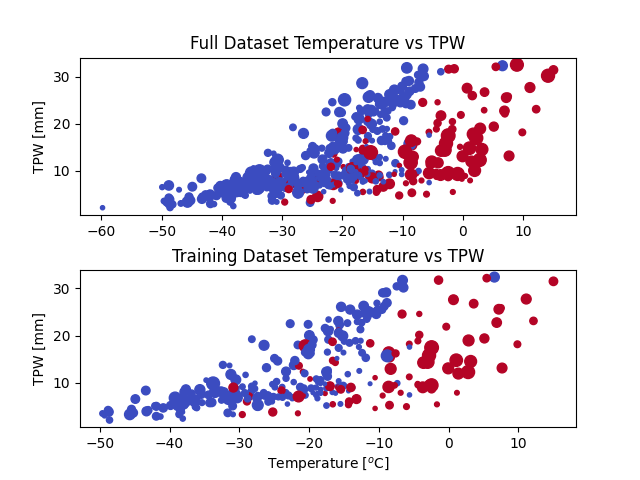 Full Dataset Temperature vs TPW
TPW [mm]
30
20
10
−60 −50 −40 −30 −20 −10 0 10
Training Dataset Temperature vs TPW
TPW [mm]
30
20
10
−50 −40 −30 −20 −10 0 10
Temperature [°C]